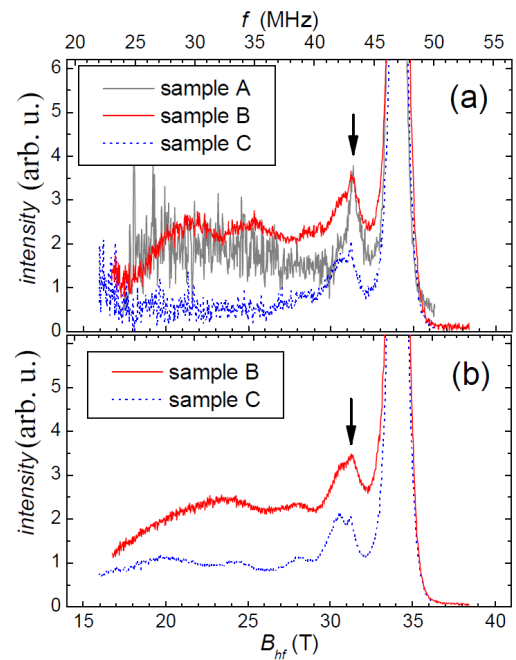 f (MHz)
20 25 30 35 40 45 50 55
6
5
4
3
2
1
0
intensity (arb. u.)
sample A
sample B
sample C
(a)
5
4
3
2
1
0
intensity (arb. u.)
sample B
sample C
(b)
15 20 25 30 35 40
Bhf (T)